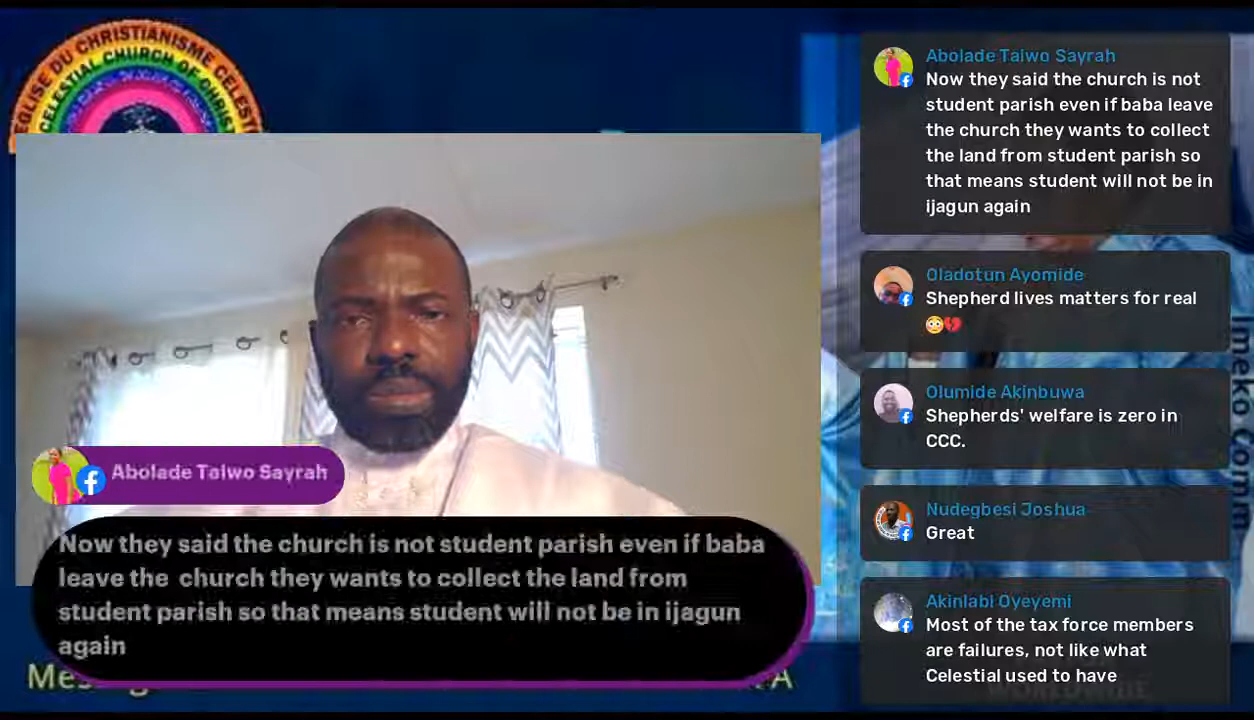 EGLISE DU CHRISTIANISME CELESTE
CELESTIAL CHURCH OF CHRIST
Abolade Taiwo Sayrah
Now they said the church is not student parish even if baba
leave the church they wants to collect the land from
student parish so that means student will not be in ijagun
again
Abolade Taiwo Sayrah
Now they said the church is not
student parish even if baba leave
the church they wants to collect
the land from student parish so
that means student will not be in
ijagun again
Oladotun Ayomide
Shepherd lives matters for real
😳💔
Olumide Akinbuwa
Shepherds' welfare is zero in
CCC.
Nudegbesi Joshua
Great
Akinlabi Oyeyemi
Most of the tax force members
are failures, not like what
Celestial used to have
Imeko Comm
WORLDWIDE